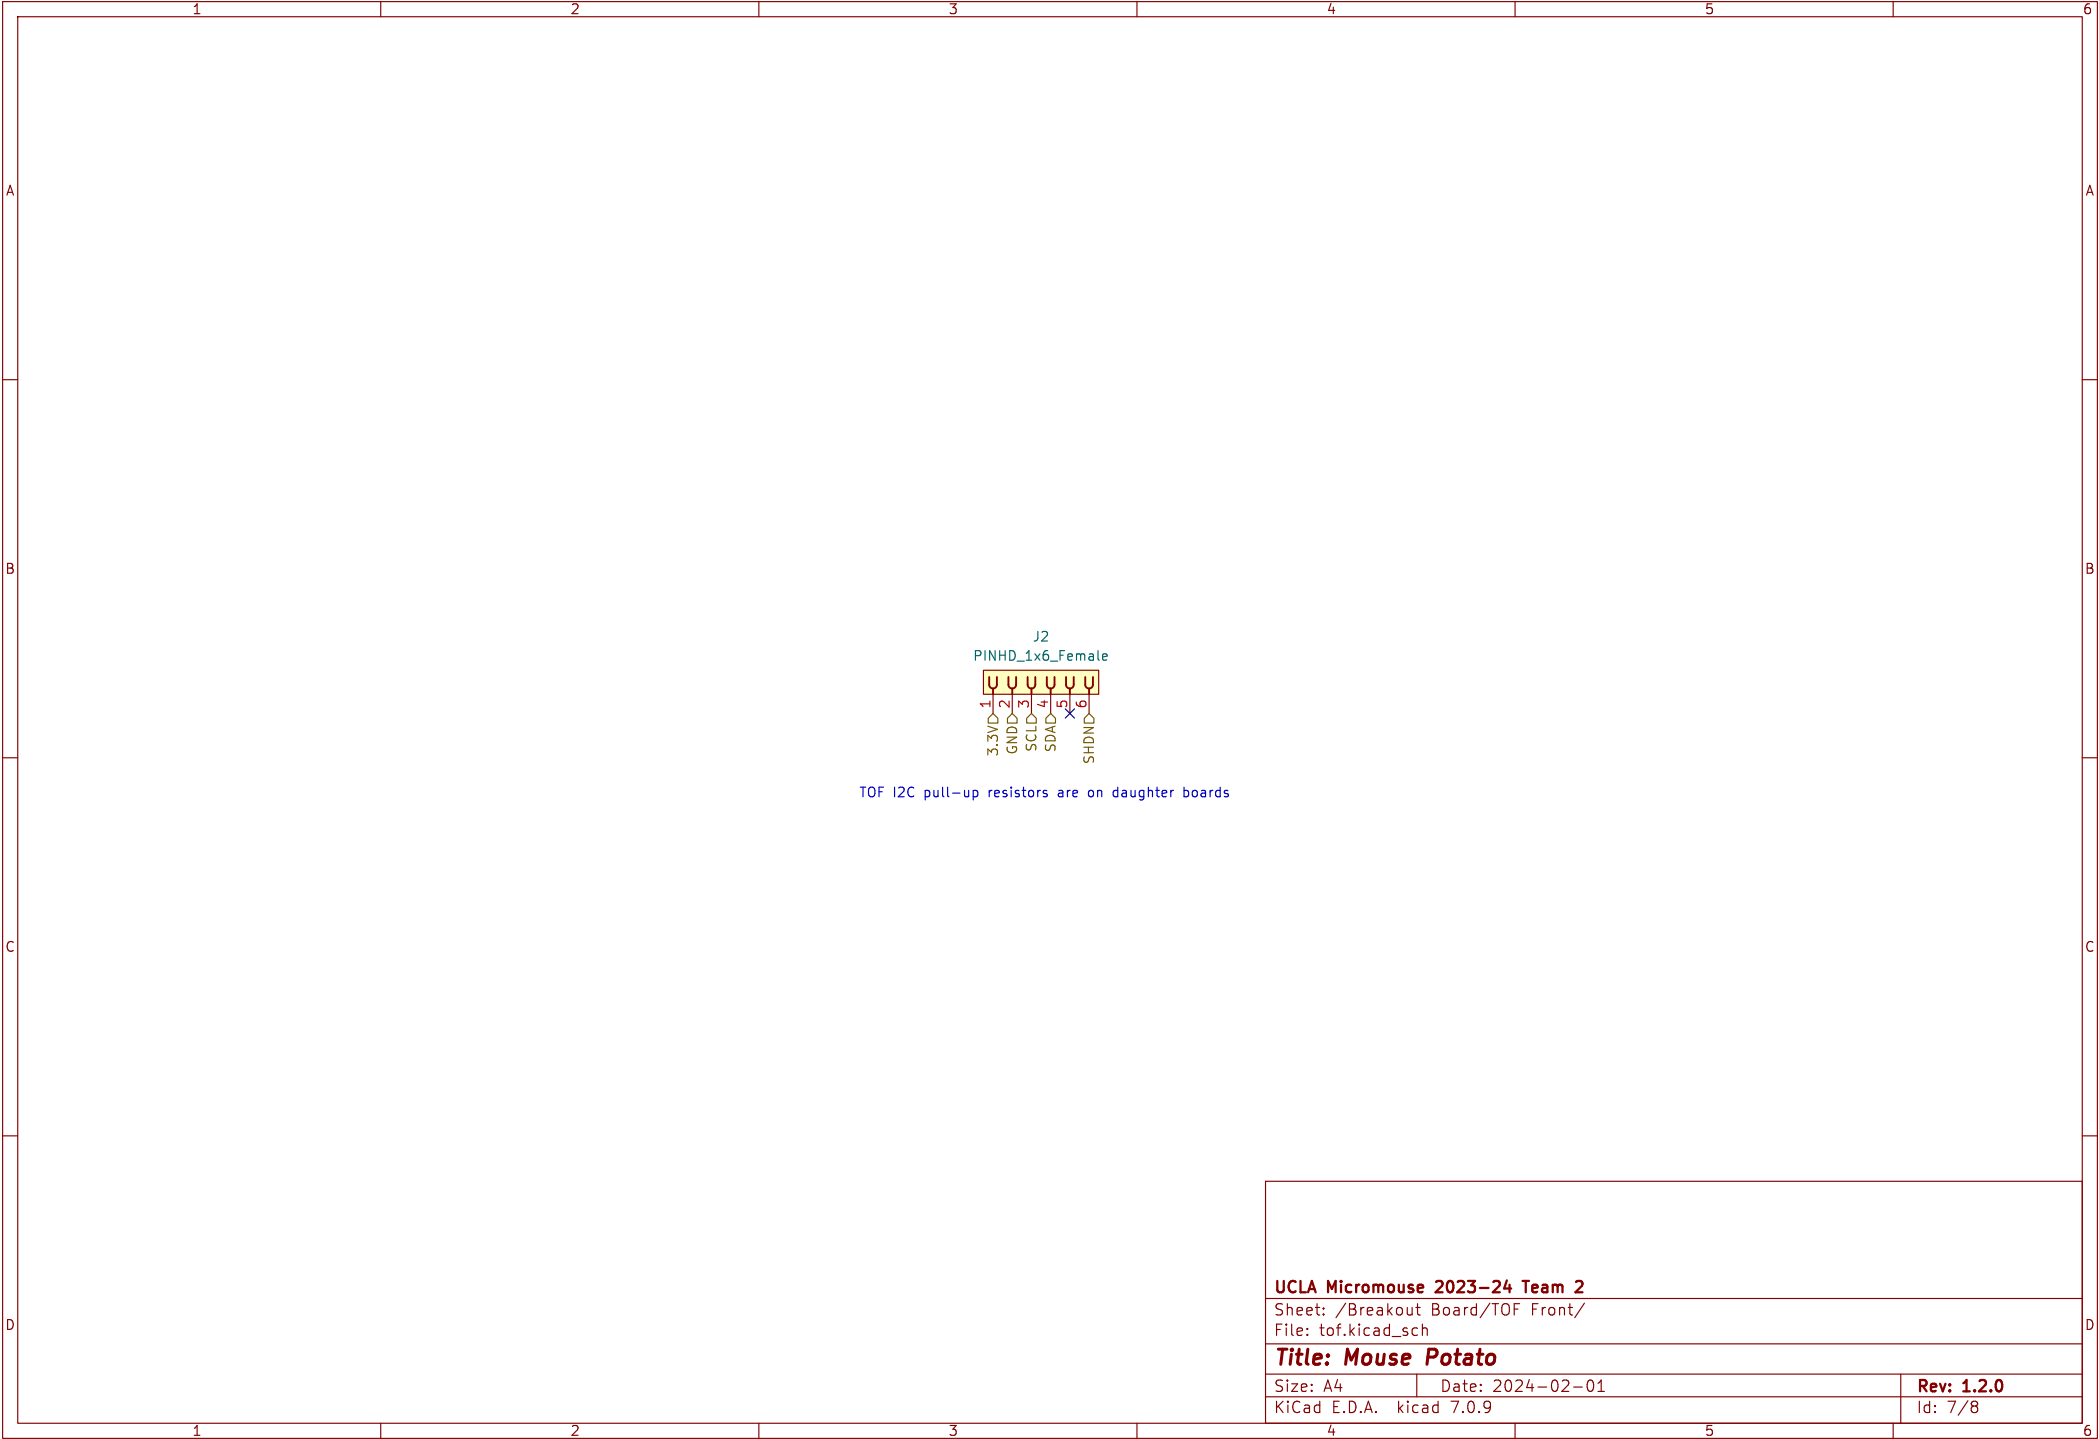 1 2 3 4 5 6
A A
B B
J2
PINHD_1x6_Female
1 2 3 4 5 6
3.3V GND SCL SDA SHDN
TOF I2C pull-up resistors are on daughter boards
C C
UCLA Micromouse 2023-24 Team 2
Sheet: /Breakout Board/TOF Front/
D D
File: tof.kicad_sch
Title: Mouse Potato
Size: A4 Date: 2024-02-01 Rev: 1.2.0
KiCad E.D.A. kicad 7.0.9 Id: 7/8
1 2 3 4 5 6